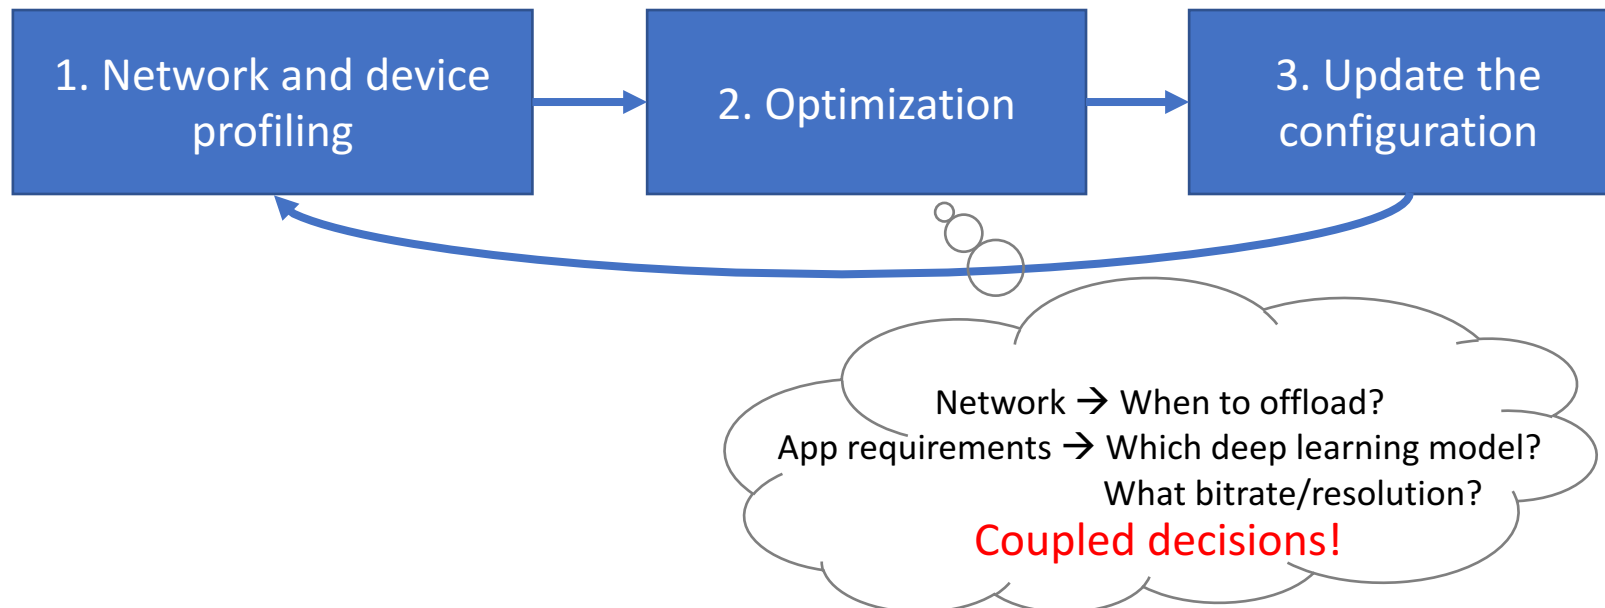 1. Network and device
profiling
2. Optimization
3. Update the
configuration
Network → When to offload?
App requirements → Which deep learning model?
What bitrate/resolution?
Coupled decisions!